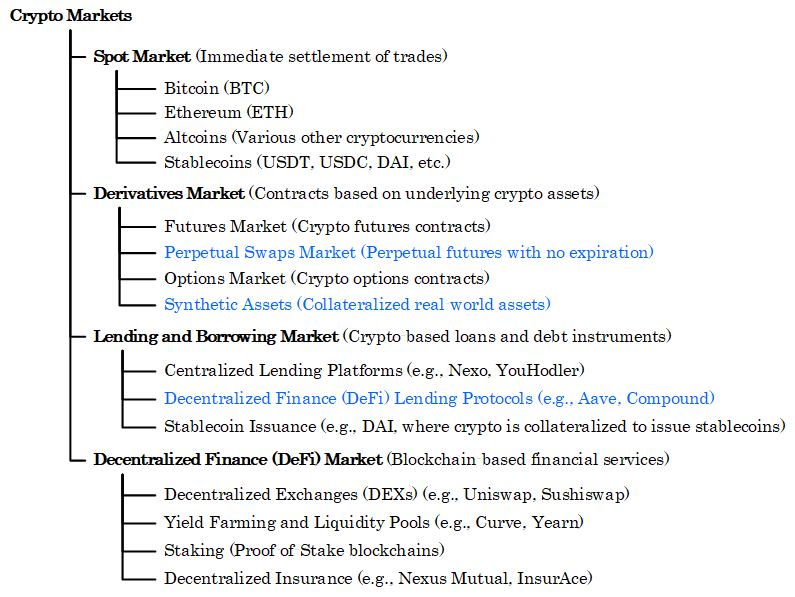 Crypto Markets
Spot Market (Immediate settlement of trades)
Bitcoin (BTC)
Ethereum (ETH)
Altcoins (Various other cryptocurrencies)
Stablecoins (USDT, USDC, DAI, etc.)
Derivatives Market (Contracts based on underlying crypto assets)
Futures Market (Crypto futures contracts)
Perpetual Swaps Market (Perpetual futures with no expiration)
Options Market (Crypto options contracts)
Synthetic Assets (Collateralized real world assets)
Lending and Borrowing Market (Crypto-based loans and debt instruments)
Centralized Lending Platforms (e.g., Nexo, YouHodler)
Decentralized Finance (DeFi) Lending Protocols (e.g., Aave, Compound)
Stablecoin Issuance (e.g., DAI, where crypto is collateralized to issue stablecoins)
Decentralized Finance (DeFi) Market (Blockchain-based financial services)
Decentralized Exchanges (DEXs) (e.g., Uniswap, Sushiswap)
Yield Farming and Liquidity Pools (e.g., Curve, Yearn)
Staking (Proof of Stake blockchains)
Decentralized Insurance (e.g., Nexus Mutual, InsurAce)